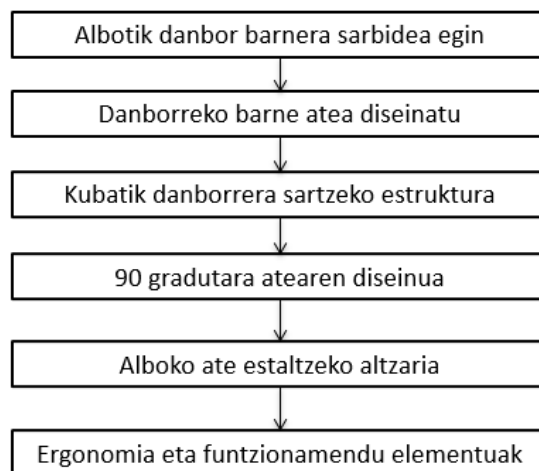 Albotik danbor barnera sarbidea egin
Danborreko barne atea diseinatu
Kubatik danborrera sartzeko estruktura
90 gradutara atearen diseinua
Alboko ate estaltzeko altzaria
Ergonomia eta funtzionamendu elementuak